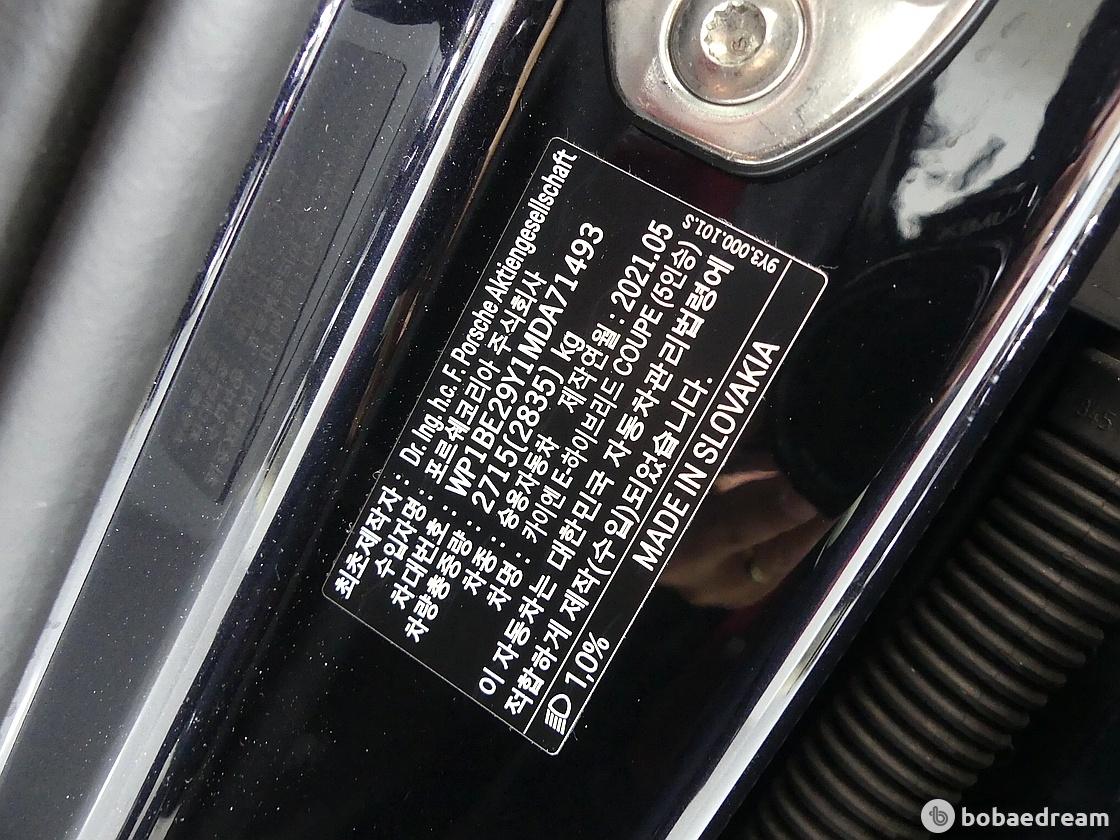 최초제작자 : Dr. Ing. h.c. F. Porsche Aktiengesellschaft
수입자명 : 포르쉐코리아 주식회사
차대번호 : WP1BE29Y1MDA71493
차량총중량 : 2715(2835) kg
차종 : 승용자동차 제작연월 : 2021.05
차명 : 카이엔 E-하이브리드 COUPE (5인승)
이 자동차는 대한민국 자동차관리법령에
적합하게 제작(수입)되었습니다.
9Y3.000.101.S
1,0% MADE IN SLOVAKIA
bobaedream